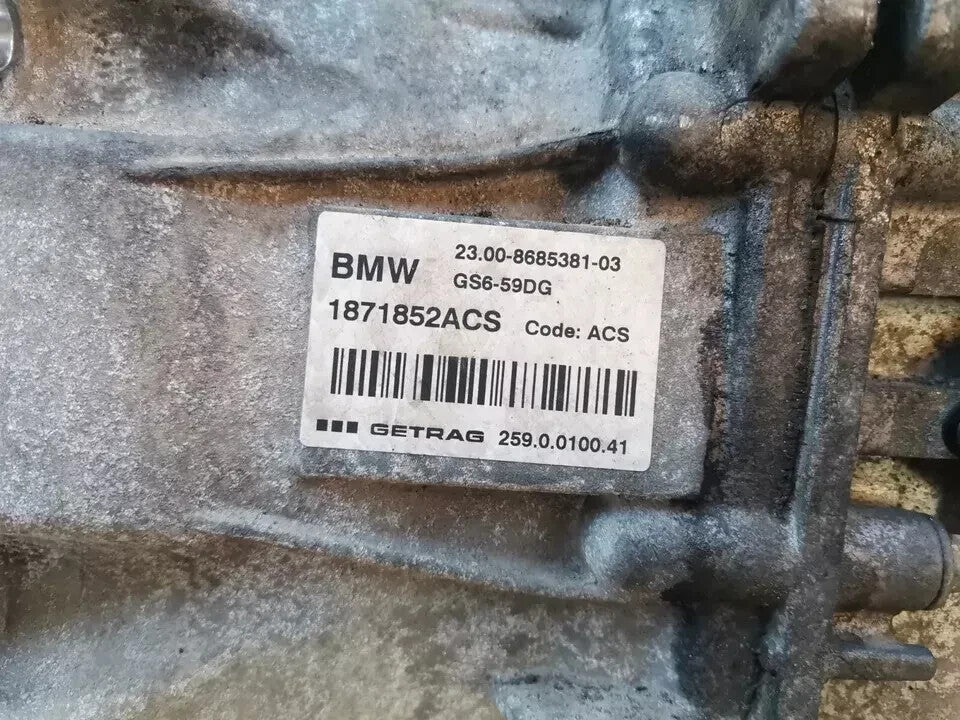 BMW 23.00-8685381-03
GS6-59DG
1871852ACS Code: ACS
GETRAG 259.0.0100.41